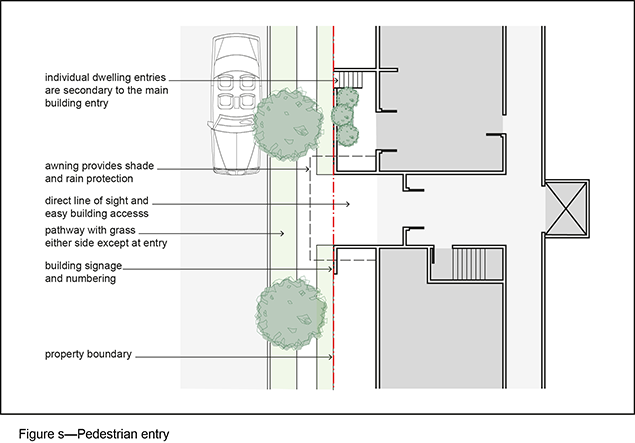 individual dwelling entries
are secondary to the main
building entry
awning provides shade
and rain protection
direct line of sight and
easy building accesss
pathway with grass
either side except at entry
building signage
and numbering
property boundary
Figure s—Pedestrian entry